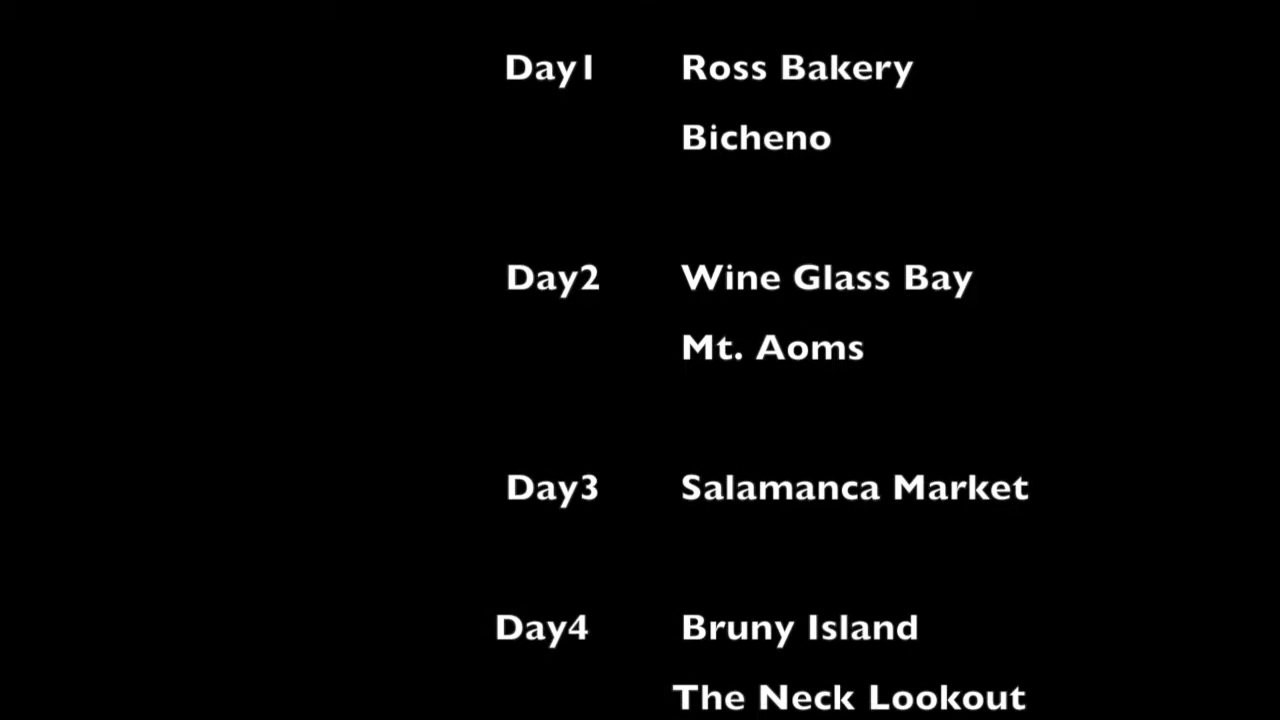 Day1 Ross Bakery
Bicheno
Day2 Wine Glass Bay
Mt. Aoms
Day3 Salamanca Market
Day4 Bruny Island
The Neck Lookout